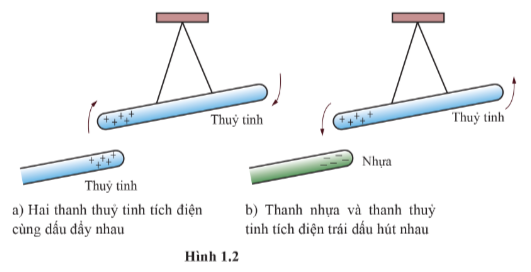 Thuỷ tinh
Thuỷ tinh
Thuỷ tinh
Nhựa
a) Hai thanh thuỷ tinh tích điện
cùng dấu đẩy nhau
b) Thanh nhựa và thanh thuỷ
tinh tích điện trái dấu hút nhau
Hình 1.2